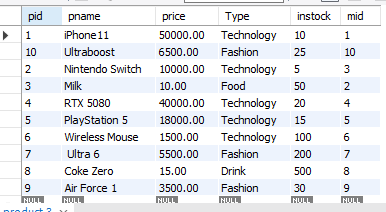 pid pname price Type instock mid
1 iPhone11 50000.00 Technology 10 1
10 Ultraboost 6500.00 Fashion 25 10
2 Nintendo Switch 10000.00 Technology 5 3
3 Milk 10.00 Food 50 2
4 RTX 5080 40000.00 Technology 20 4
5 PlayStation 5 18000.00 Technology 15 5
6 Wireless Mouse 1500.00 Technology 100 6
7 Ultra 6 5500.00 Fashion 200 7
8 Coke Zero 15.00 Drink 500 8
9 Air Force 1 3500.00 Fashion 30 9
NULL NULL NULL NULL NULL NULL
product 3